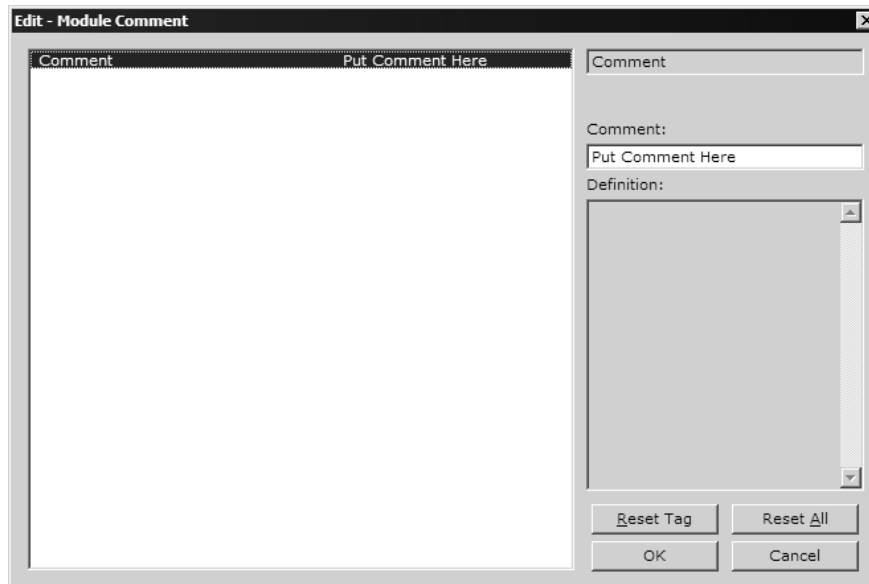 Edit - Module Comment
Comment Put Comment Here
Comment
Comment:
Put Comment Here
Definition:
Reset Tag Reset All
OK Cancel